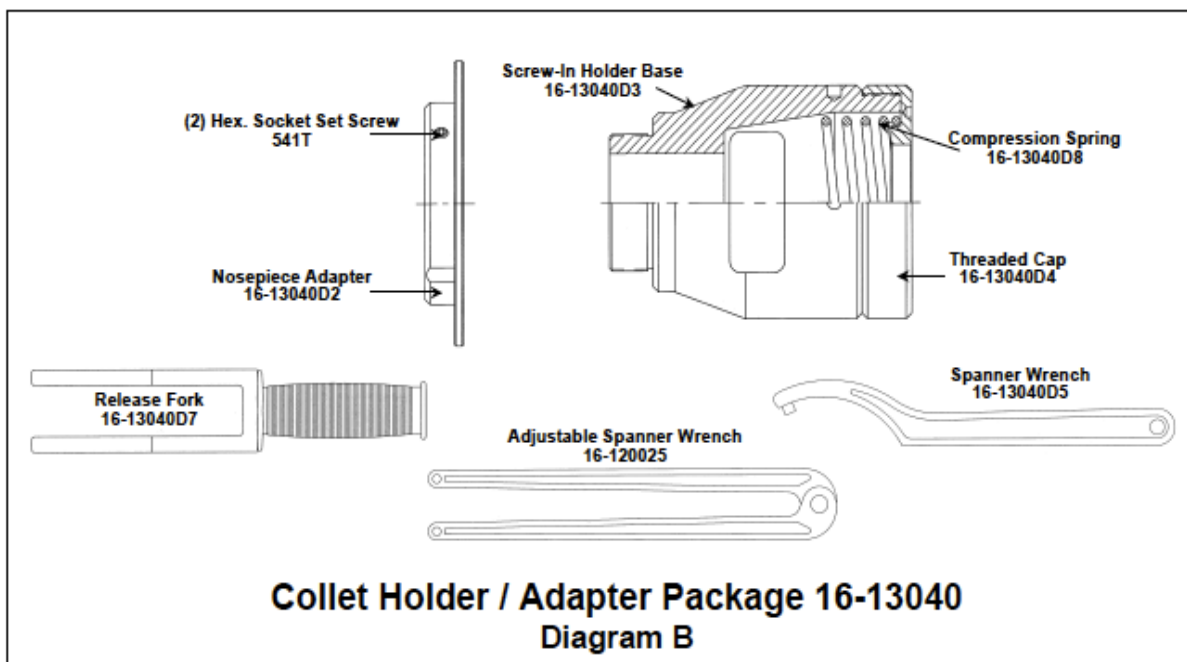 Screw-In Holder Base
16-13040D3
(2) Hex. Socket Set Screw
541T
Compression Spring
16-13040D8
Nosepiece Adapter
16-13040D2
Threaded Cap
16-13040D4
Release Fork
16-13040D7
Spanner Wrench
16-13040D5
Adjustable Spanner Wrench
16-120025
Collet Holder / Adapter Package 16-13040
Diagram B